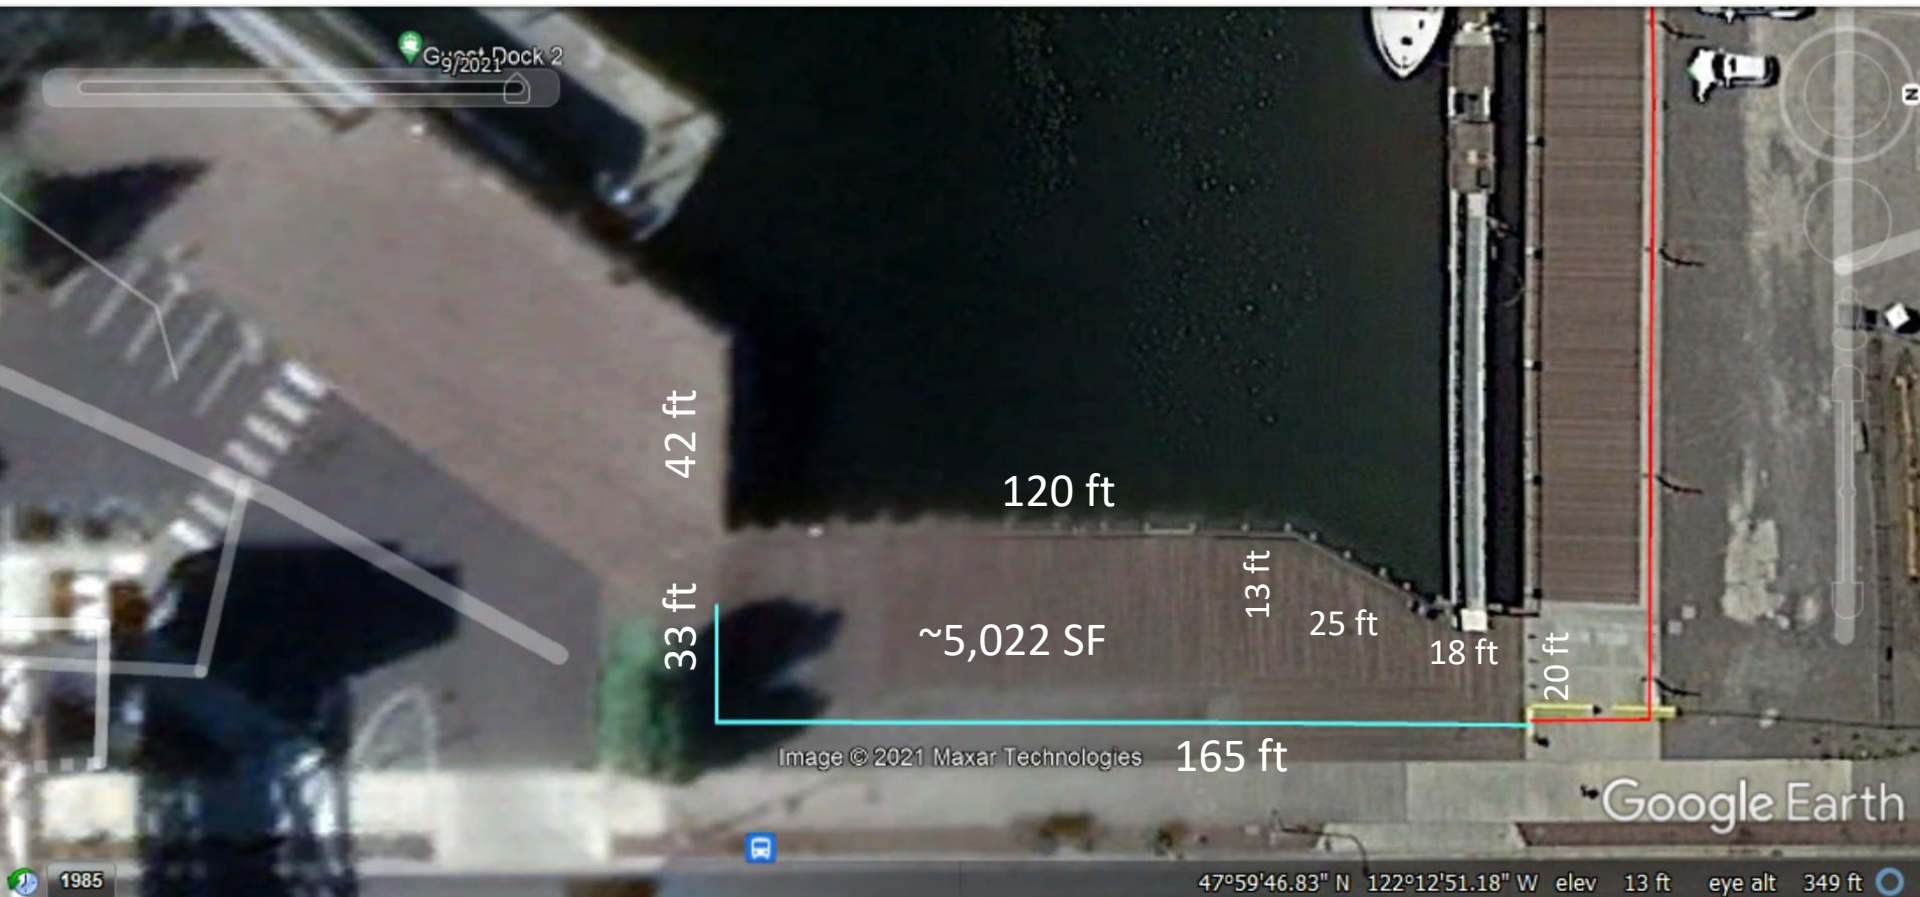 Guest Dock 2
9/2021
N
42 ft
120 ft
13 ft
33 ft
~5,022 SF
25 ft
18 ft
20 ft
Image © 2021 Maxar Technologies
165 ft
Google Earth
1985
47°59'46.83" N 122°12'51.18" W elev 13 ft eye alt 349 ft